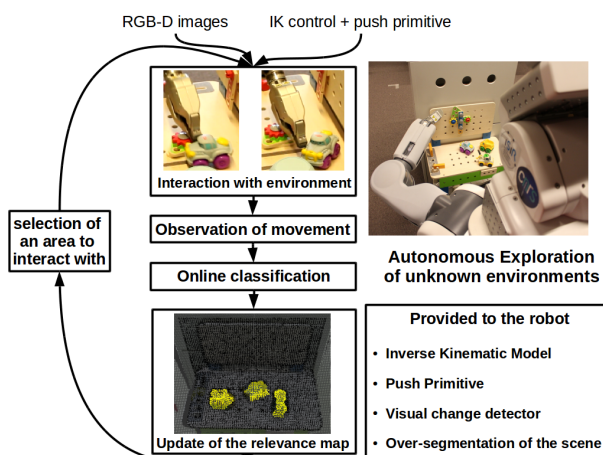 RGB-D images
IK control + push primitive
Interaction with environment
Observation of movement
selection of
an area to
interact with
Online classification
Update of the relevance map
Autonomous Exploration
of unknown environments
Provided to the robot
• Inverse Kinematic Model
• Push Primitive
• Visual change detector
• Over-segmentation of the scene